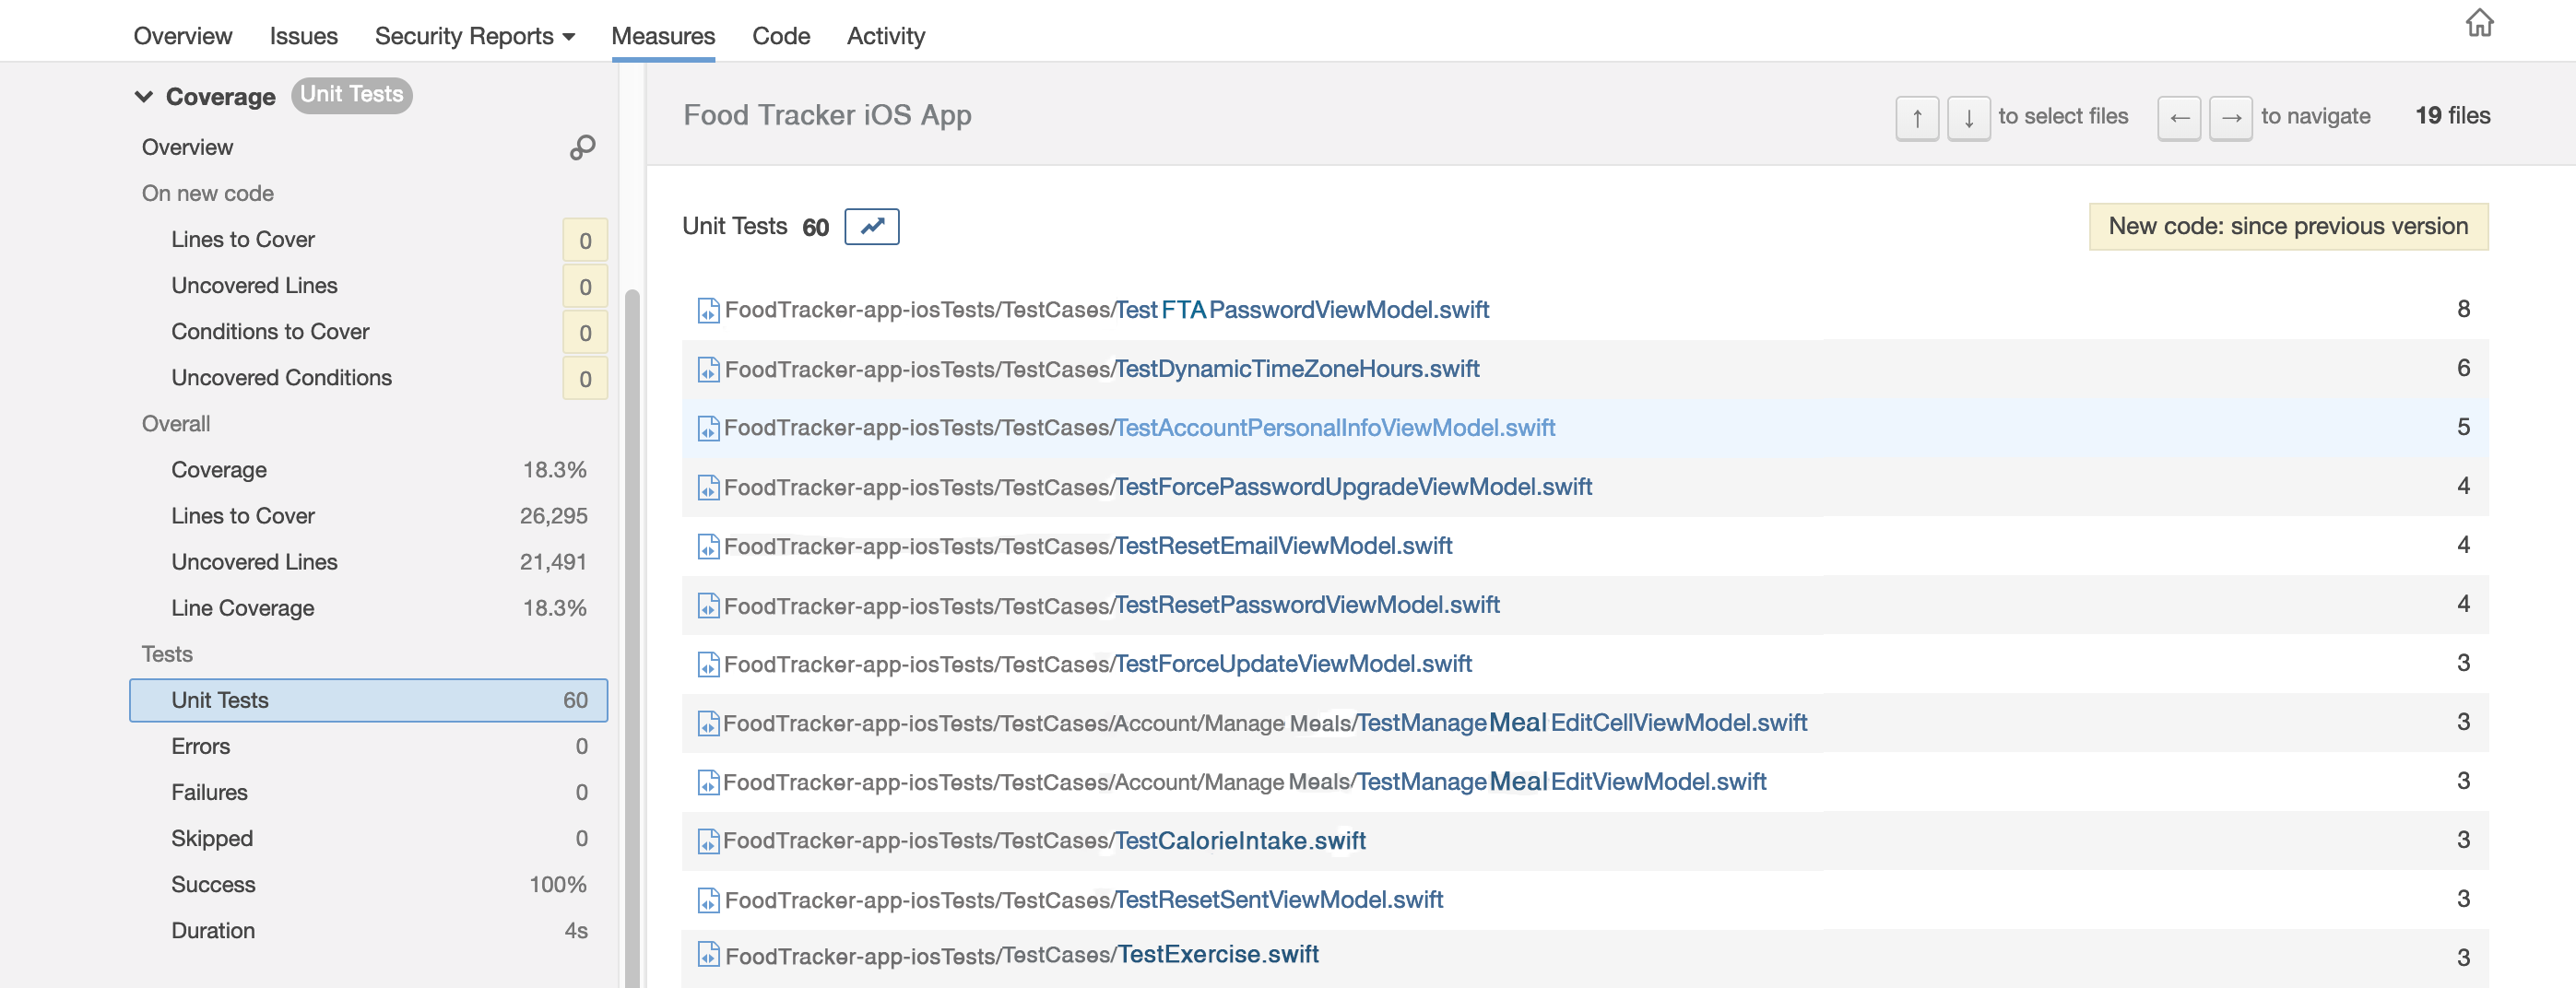 Overview Issues Security Reports Measures Code Activity
Coverage Unit Tests
Overview
On new code
Lines to Cover 0
Uncovered Lines 0
Conditions to Cover 0
Uncovered Conditions 0
Overall
Coverage 18.3%
Lines to Cover 26,295
Uncovered Lines 21,491
Line Coverage 18.3%
Tests
Unit Tests 60
Errors 0
Failures 0
Skipped 0
Success 100%
Duration 4s
Food Tracker iOS App ↑ ↓ to select files ← → to navigate 19 files
Unit Tests 60 New code: since previous version
FoodTracker-app-iosTests/TestCases/Test FTA PasswordViewModel.swift 8
FoodTracker-app-iosTests/TestCases/TestDynamicTimeZoneHours.swift 6
FoodTracker-app-iosTests/TestCases/TestAccountPersonalInfoViewModel.swift 5
FoodTracker-app-iosTests/TestCases/TestForcePasswordUpgradeViewModel.swift 4
FoodTracker-app-iosTests/TestCases/TestResetEmailViewModel.swift 4
FoodTracker-app-iosTests/TestCases/TestResetPasswordViewModel.swift 4
FoodTracker-app-iosTests/TestCases/TestForceUpdateViewModel.swift 3
FoodTracker-app-iosTests/TestCases/Account/Manage Meals/TestManage Meal EditCellViewModel.swift 3
FoodTracker-app-iosTests/TestCases/Account/Manage Meals/TestManage Meal EditViewModel.swift 3
FoodTracker-app-iosTests/TestCases/TestCalorieIntake.swift 3
FoodTracker-app-iosTests/TestCases/TestResetSentViewModel.swift 3
FoodTracker-app-iosTests/TestCases/TestExercise.swift 3